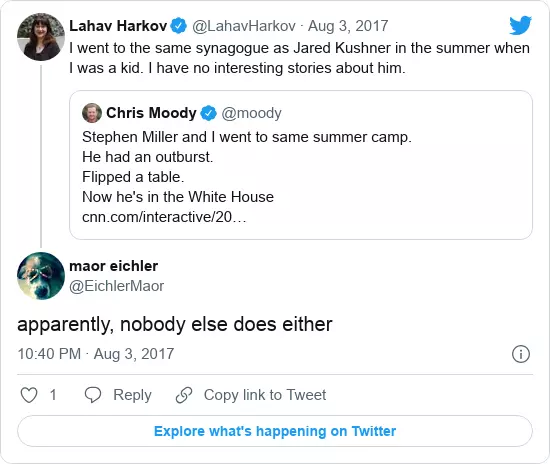 Lahav Harkov @LahavHarkov · Aug 3, 2017
I went to the same synagogue as Jared Kushner in the summer when
I was a kid. I have no interesting stories about him.
Chris Moody @moody
Stephen Miller and I went to same summer camp.
He had an outburst.
Flipped a table.
Now he's in the White House
cnn.com/interactive/20…
maor eichler
@EichlerMaor
apparently, nobody else does either
10:40 PM · Aug 3, 2017
1 Reply Copy link to Tweet
Explore what's happening on Twitter